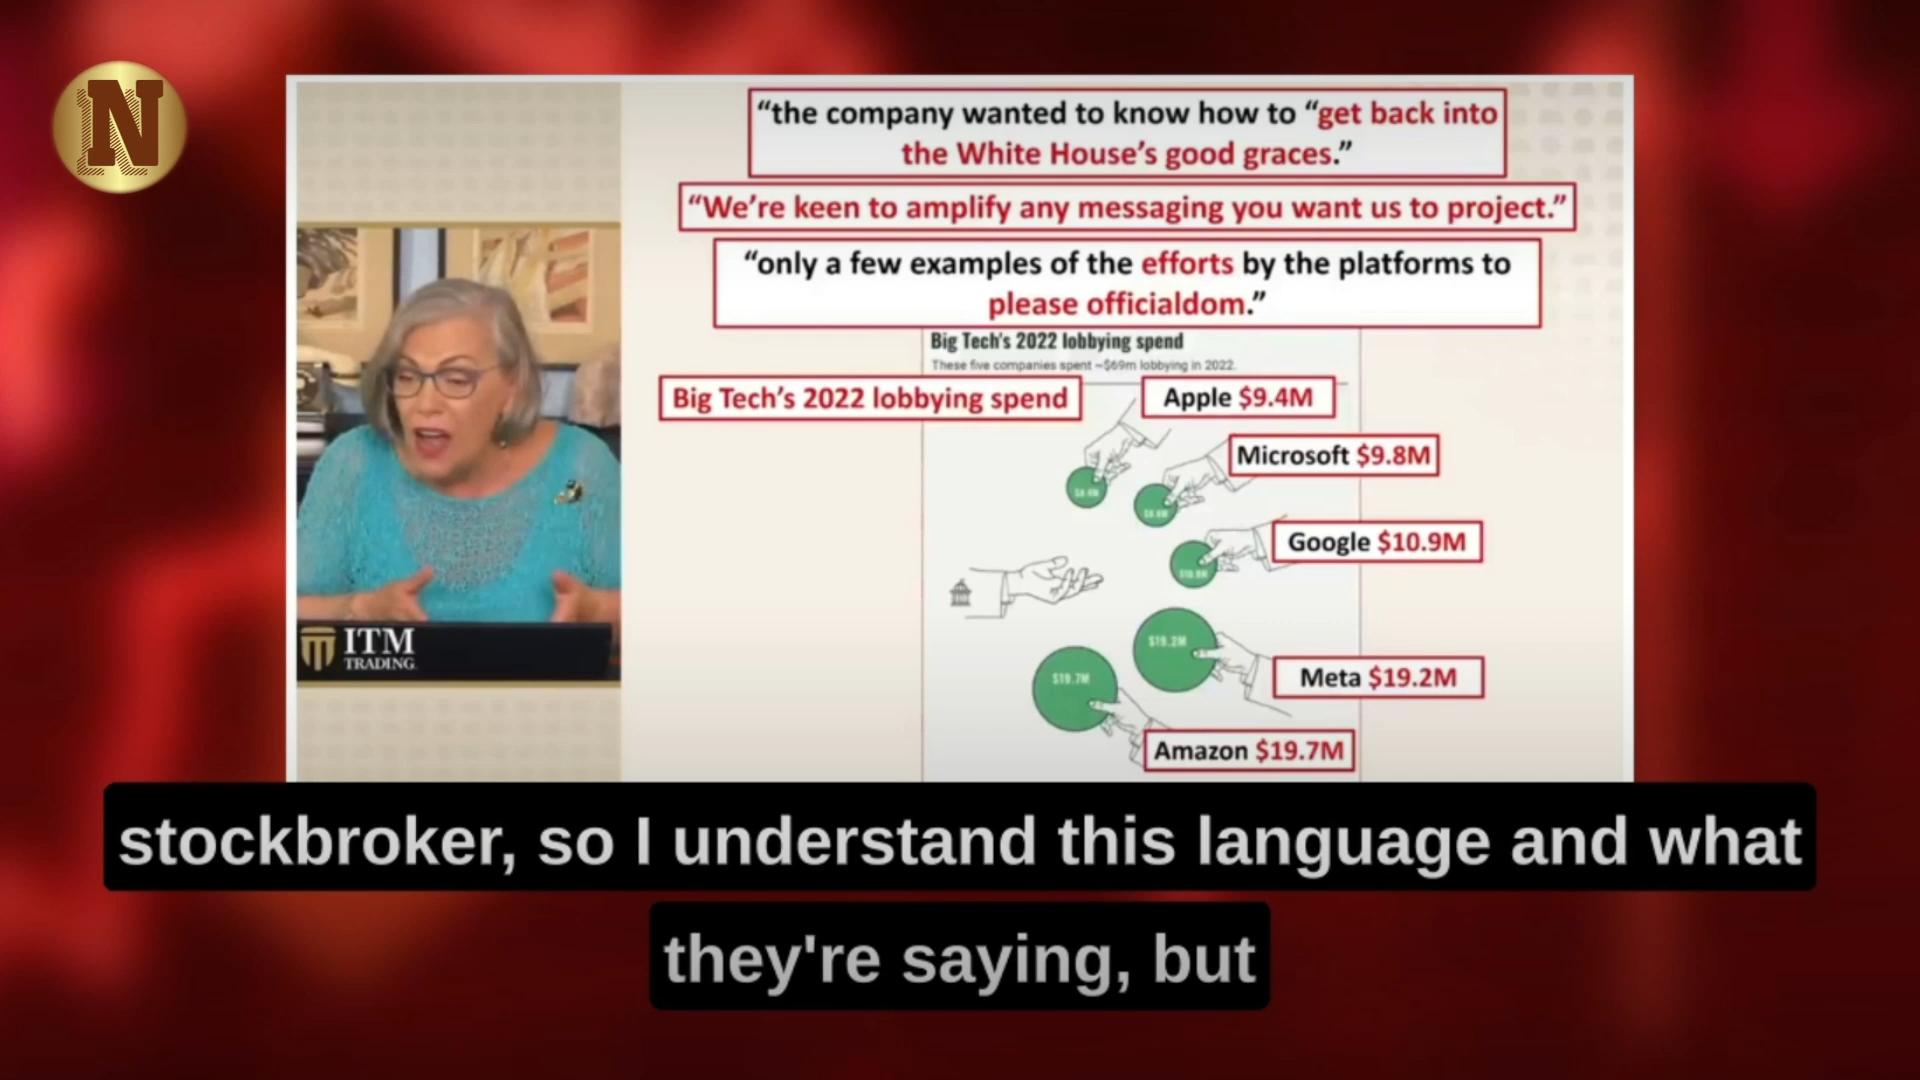 N
“the company wanted to know how to “get back into
the White House’s good graces.”
“We’re keen to amplify any messaging you want us to project.”
“only a few examples of the efforts by the platforms to
please officialdom.”
Big Tech's 2022 lobbying spend
These five companies spent ~$69m lobbying in 2022.
Big Tech’s 2022 lobbying spend
Apple $9.4M
Microsoft $9.8M
Google $10.9M
$19.2M
Meta $19.2M
$19.7M
Amazon $19.7M
ITM
TRADING
stockbroker, so I understand this language and what
they're saying, but